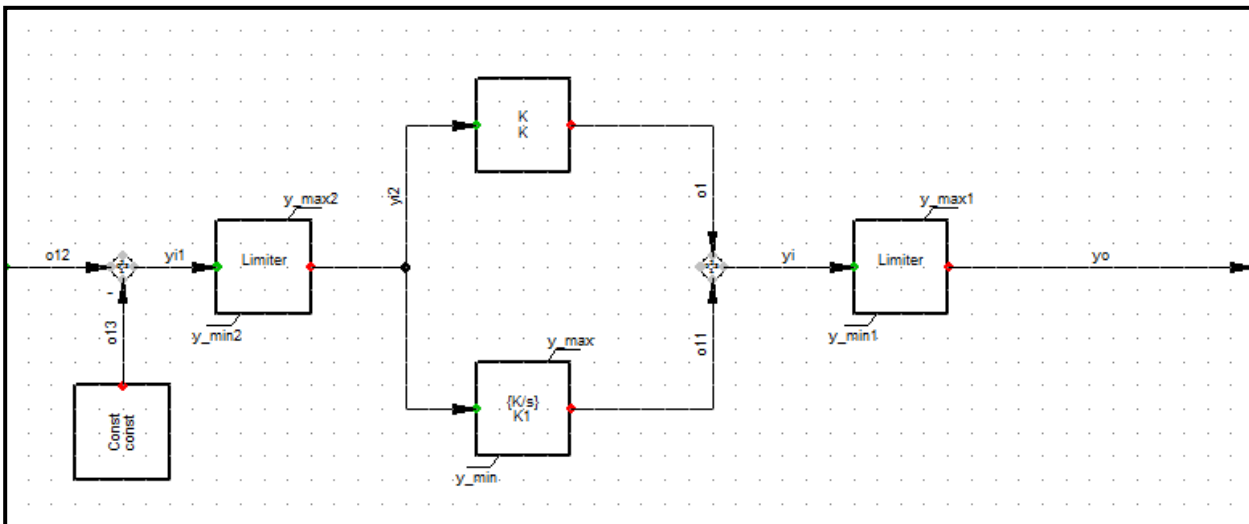 K
K
y_max2
y_max1
yi2
o1
o12
yi1
Limiter
yi
Limiter
yo
-
o13
y_min2
y_max
o11
y_min1
Const
const
{K/s}
K1
y_min